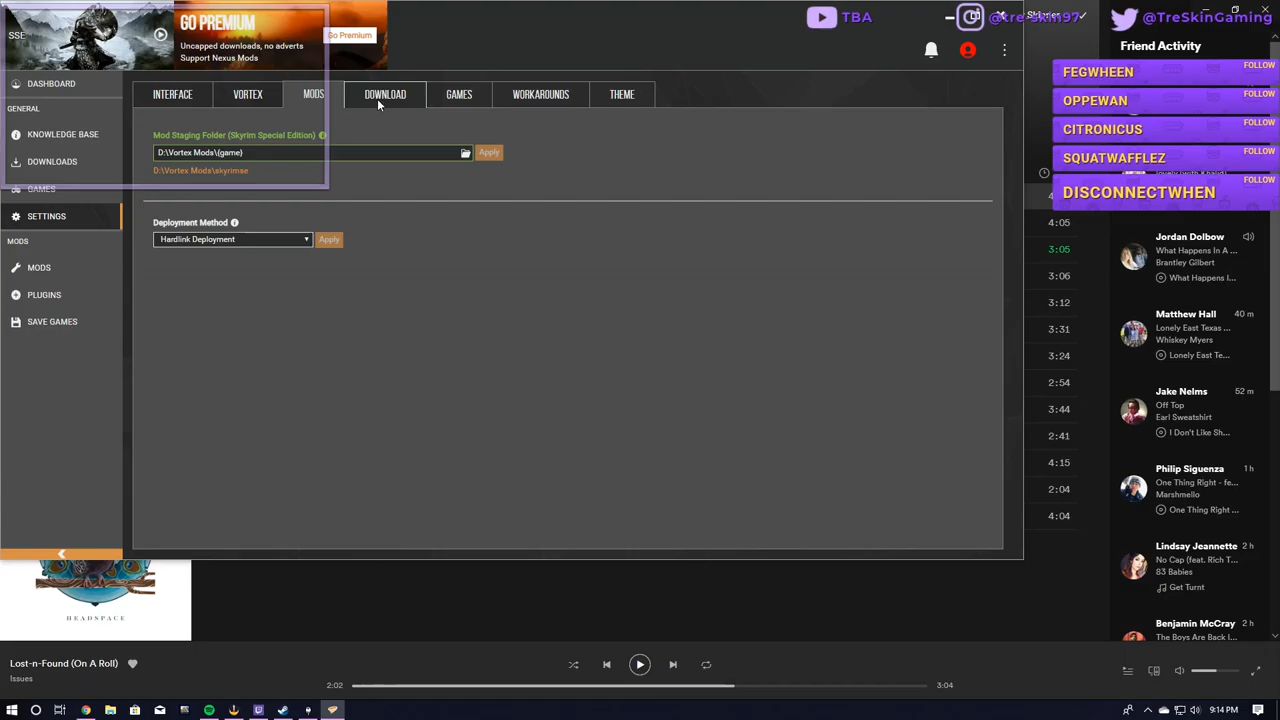 SSE
GO PREMIUM
Uncapped downloads, no adverts
Support Nexus Mods
Go Premium
TBA
@tre-skin97
@TreSkinGaming
Friend Activity
DASHBOARD
GENERAL
KNOWLEDGE BASE
DOWNLOADS
GAMES
SETTINGS
MODS
MODS
PLUGINS
SAVE GAMES
INTERFACE
VORTEX
MODS
DOWNLOAD
GAMES
WORKAROUNDS
THEME
Mod Staging Folder (Skyrim Special Edition)
D:\Vortex Mods\{game}
Apply
D:\Vortex Mods\skyrimse
Deployment Method
Hardlink Deployment
Apply
FEGWHEEN
FOLLOW
OPPEWAN
FOLLOW
CITRONICUS
FOLLOW
SQUATWAFFLEZ
FOLLOW
DISCONNECTWHEN
FOLLOW
4:05
3:05
3:06
3:12
3:31
3:24
2:54
3:44
2:41
4:15
2:04
4:04
Jordan Dolbow
What Happens In A ...
Brantley Gilbert
What Happens I...
Matthew Hall
40 m
Lonely East Texas ...
Whiskey Myers
Lonely East Te...
Jake Nelms
52 m
Off Top
Earl Sweatshirt
I Don't Like Sh...
Philip Siguenza
1 h
One Thing Right - fe...
Marshmello
One Thing Right ...
Lindsay Jeannette
2 h
No Cap (feat. Rich T...
83 Babies
Get Turnt
Benjamin McCray
2 h
The Boys Are Back I...
HEADSPACE
Lost-n-Found (On A Roll)
Issues
2:02
3:04
9:14 PM